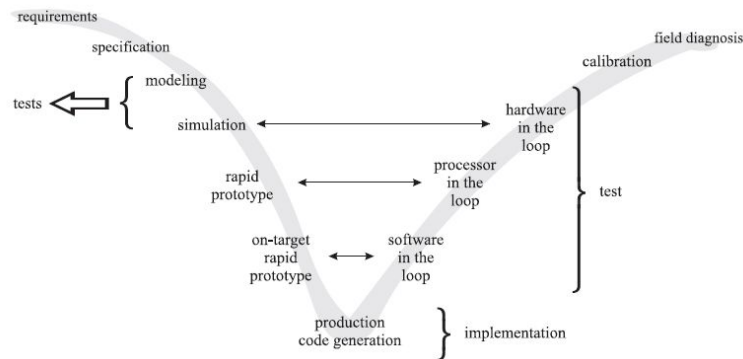 requirements
specification
field diagnosis
calibration
modeling
tests
simulation
hardware
in the
loop
rapid
prototype
processor
in the
loop
test
on-target
rapid
prototype
software
in the
loop
production
code generation
implementation